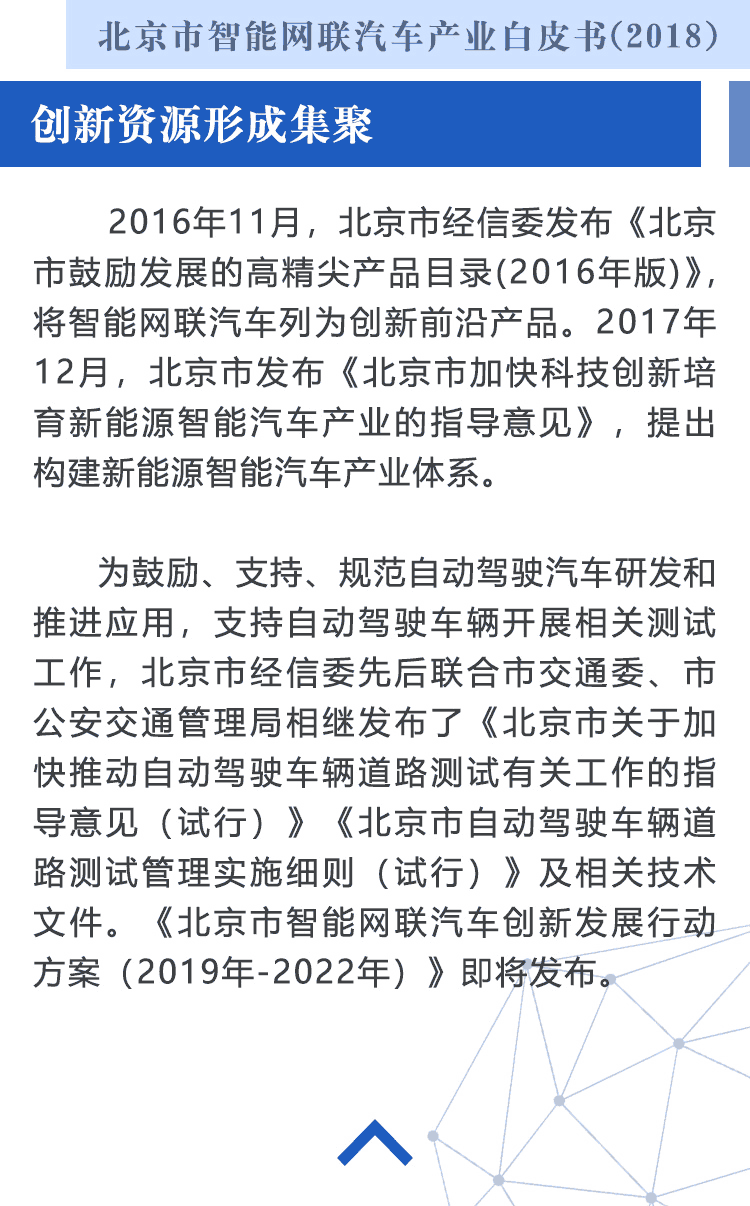 北京市智能网联汽车产业白皮书(2018)
创新资源形成集聚
2016年11月，北京市经信委发布《北京
市鼓励发展的高精尖产品目录(2016年版)》,
将智能网联汽车列为创新前沿产品。2017年
12月，北京市发布《北京市加快科技创新培
育新能源智能汽车产业的指导意见》，提出
构建新能源智能汽车产业体系。
为鼓励、支持、规范自动驾驶汽车研发和
推进应用，支持自动驾驶车辆开展相关测试
工作，北京市经信委先后联合市交通委、市
公安交通管理局相继发布了《北京市关于加
快推动自动驾驶车辆道路测试有关工作的指
导意见（试行）》《北京市自动驾驶车辆道
路测试管理实施细则（试行）》及相关技术
文件。《北京市智能网联汽车创新发展行动
方案（2019年-2022年）》即将发布。